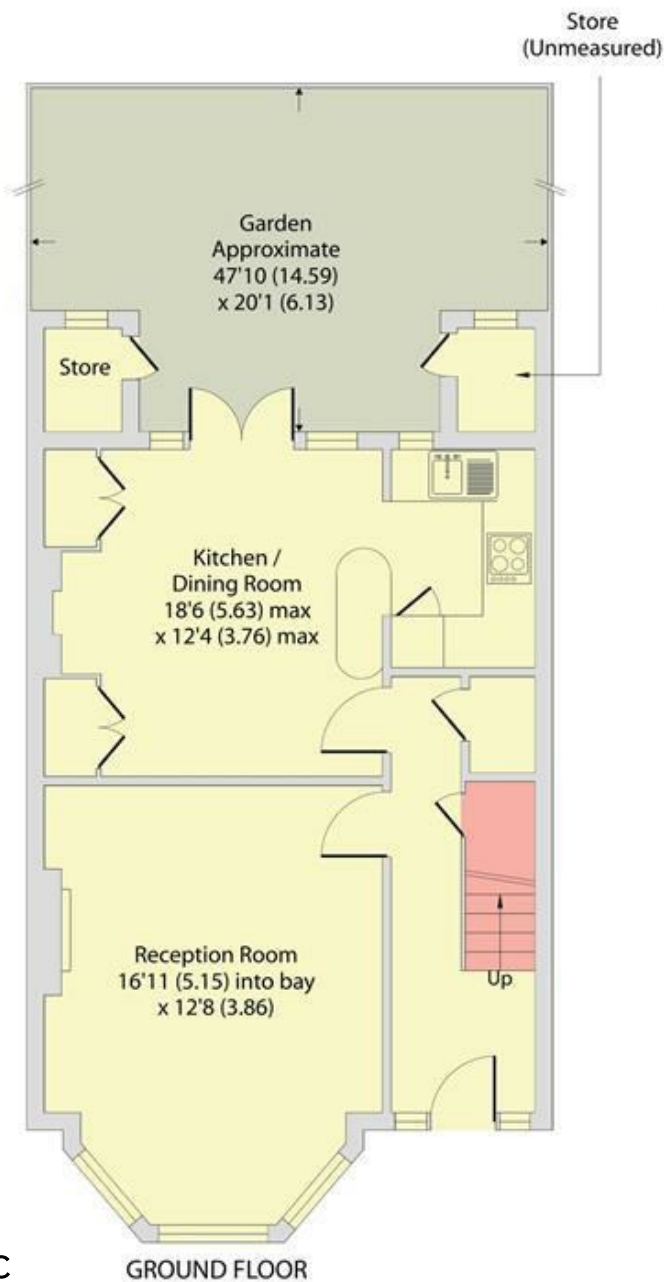 Store
(Unmeasured)
Garden
Approximate
47'10 (14.59)
x 20'1 (6.13)
Store
Kitchen /
Dining Room
18'6 (5.63) max
x 12'4 (3.76) max
Reception Room
16'11 (5.15) into bay
x 12'8 (3.86)
Up
C
GROUND FLOOR